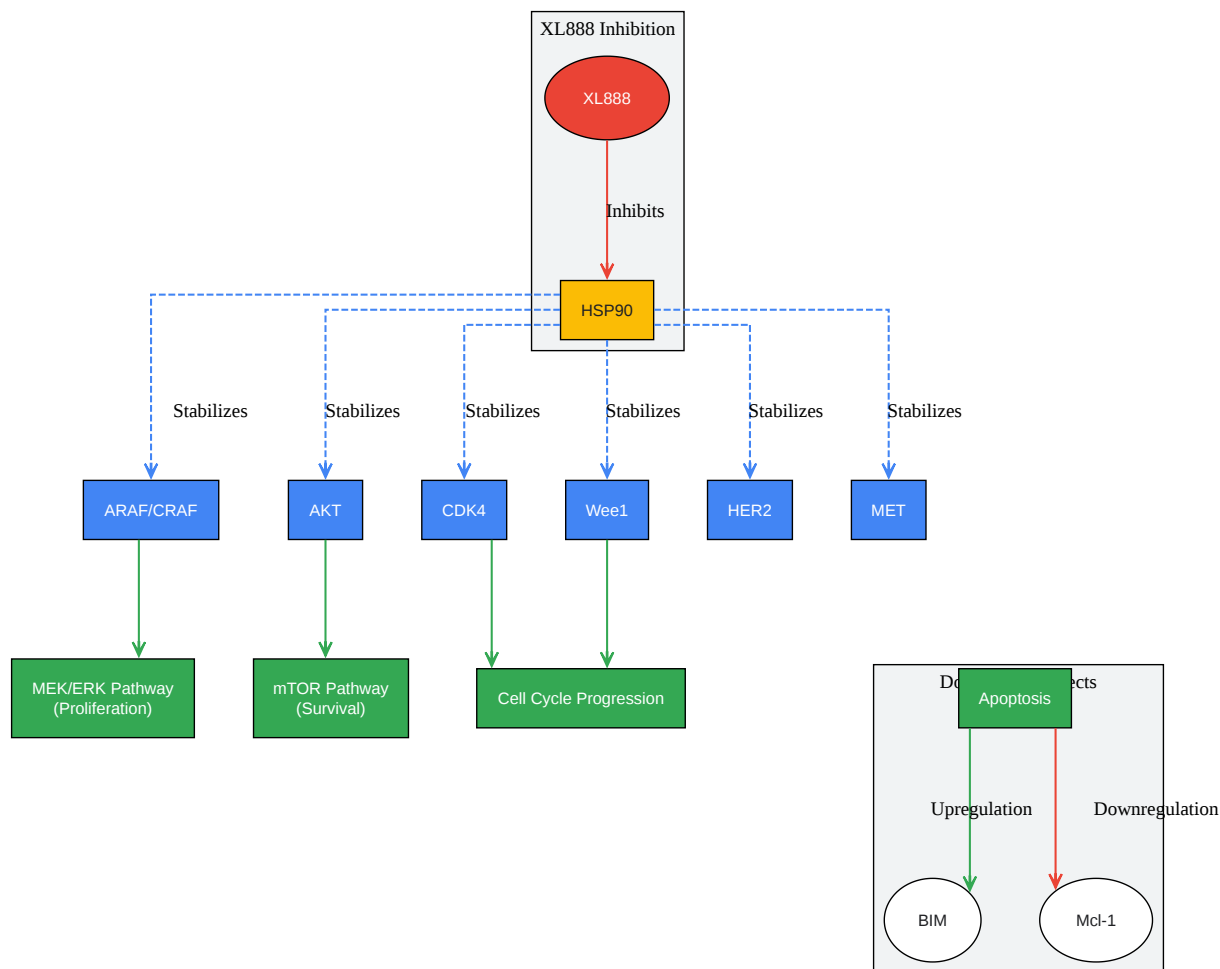 XL888 Inhibition
XL888
Inhibits
HSP90
Stabilizes
Stabilizes
Stabilizes
Stabilizes
Stabilizes
Stabilizes
ARAF/CRAF
AKT
CDK4
Wee1
HER2
MET
MEK/ERK Pathway
(Proliferation)
mTOR Pathway
(Survival)
Cell Cycle Progression
Apoptosis
Upregulation
Downregulation
BIM
Mcl-1